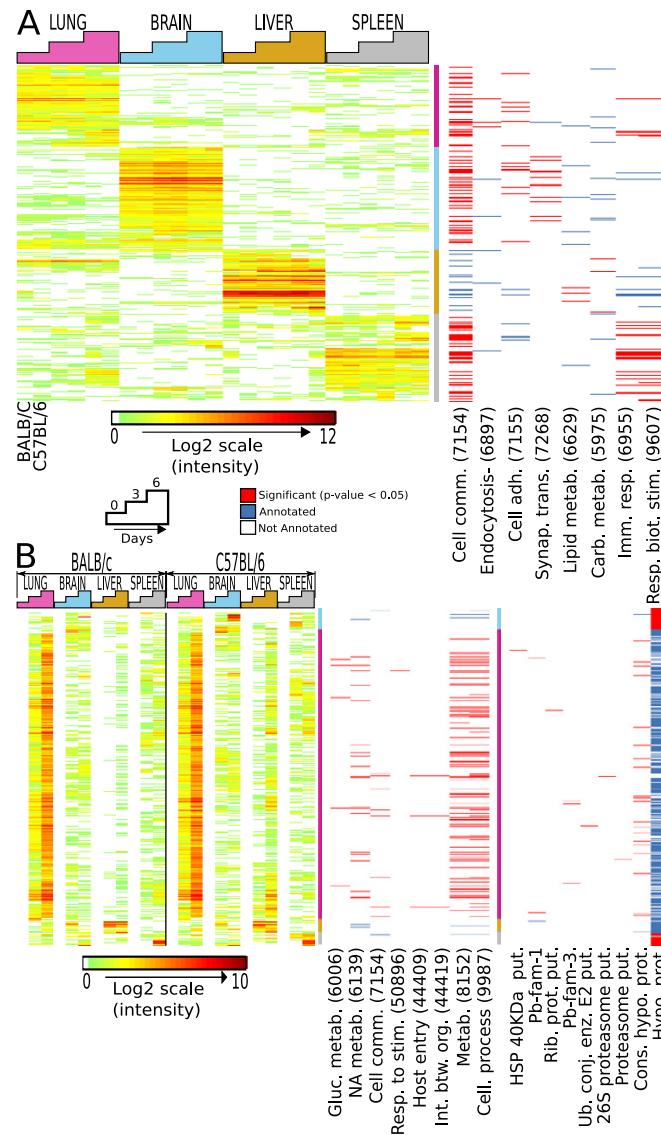 A
LUNG BRAIN LIVER SPLEEN
BALB/C
C57BL/6
0 12
Log2 scale
(intensity)
0 3 6
Days
Significant (p-value < 0.05)
Annotated
Not Annotated
Cell comm. (7154)
Endocytosis- (6897)
Cell adh. (7155)
Synap. trans. (7268)
Lipid metab. (6629)
Carb. metab. (5975)
Imm. resp. (6955)
Resp. biot. stim. (9607)
B
BALB/c C57BL/6
LUNG BRAIN LIVER SPLEEN LUNG BRAIN LIVER SPLEEN
0 10
Log2 scale
(intensity)
Gluc. metab. (6006)
NA metab. (6139)
Cell comm. (7154)
Resp. to stim. (50896)
Host entry (44409)
Int. btw. org. (44419)
Metab. (8152)
Cell. process (9987)
HSP 40KDa put.
Pb-fam-1
Rib. prot. put.
Pb-fam-3.
Ub. conj. enz. E2 put.
26S proteasome put.
Proteasome put.
Cons. hypo. prot.
Hypo. prot.